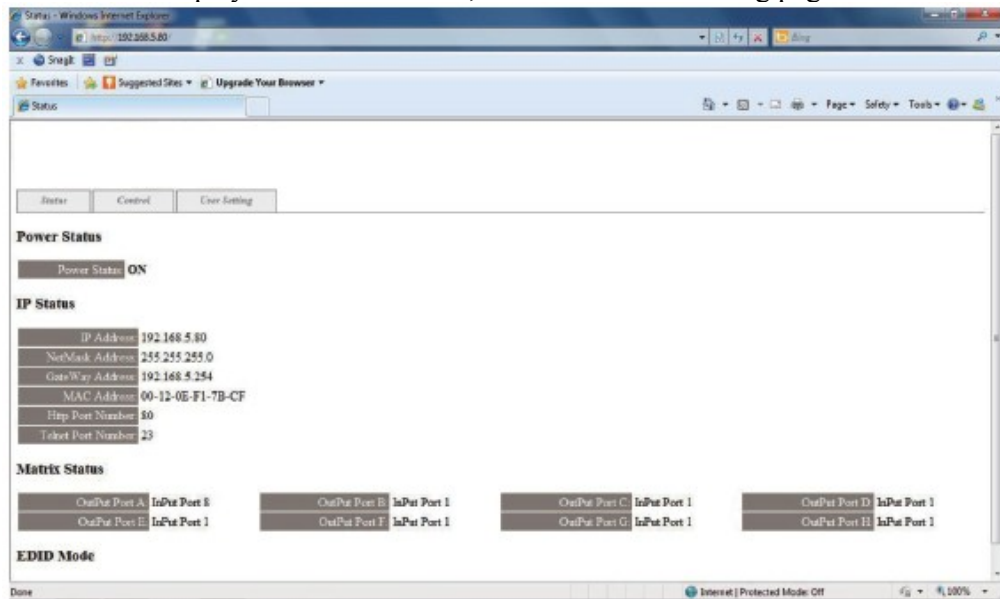 Status - Windows Internet Explorer
http://192.168.5.80/
Bing
x SnagIt
Favorites Suggested Sites Upgrade Your Browser
Status
Page Safety Tools
Status Control User Setting
Power Status
Power Status: ON
IP Status
IP Address: 192.168.5.80
NetMask Address: 255.255.255.0
GateWay Address: 192.168.5.254
MAC Address: 00-12-0E-F1-7B-CF
Http Port Number: 80
Telnet Port Number: 23
Matrix Status
OutPut Port A: InPut Port 8 OutPut Port B: InPut Port 1 OutPut Port C: InPut Port 1 OutPut Port D: InPut Port 1
OutPut Port E: InPut Port 1 OutPut Port F: InPut Port 1 OutPut Port G: InPut Port 1 OutPut Port H: InPut Port 1
EDID Mode
Done Internet | Protected Mode: Off 100%